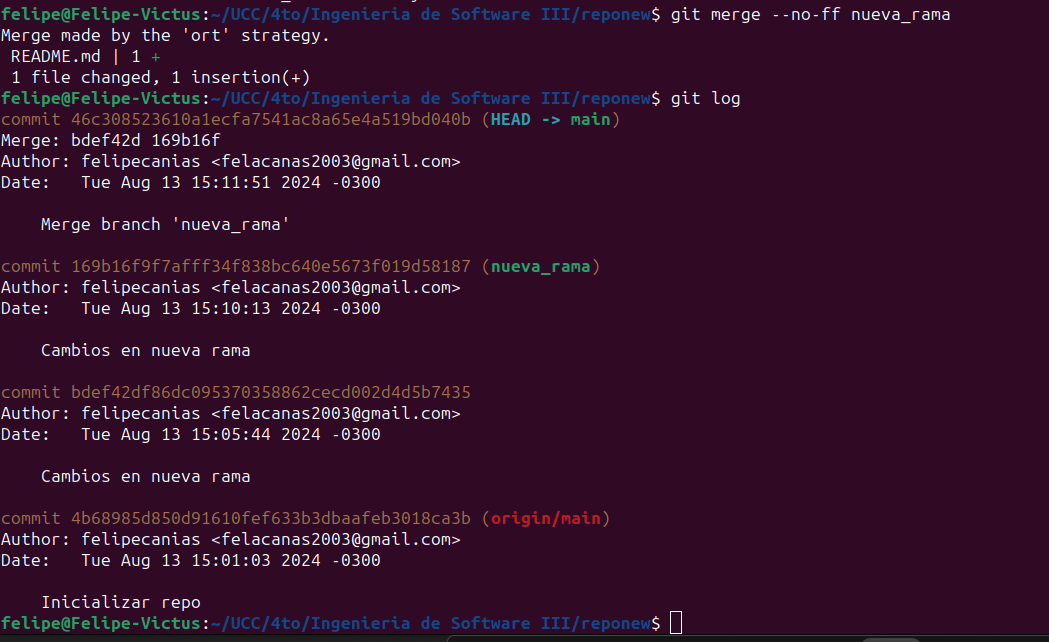 felipe@Felipe-Victus:~/UCC/4to/Ingenieria de Software III/reponew$ git merge --no-ff nueva_rama
Merge made by the 'ort' strategy.
 README.md | 1 +
 1 file changed, 1 insertion(+)
felipe@Felipe-Victus:~/UCC/4to/Ingenieria de Software III/reponew$ git log
commit 46c308523610a1ecfa7541ac8a65e4a519bd040b (HEAD -> main)
Merge: bdef42d 169b16f
Author: felipecanias <felacanas2003@gmail.com>
Date:   Tue Aug 13 15:11:51 2024 -0300

    Merge branch 'nueva_rama'

commit 169b16f9f7afff34f838bc640e5673f019d58187 (nueva_rama)
Author: felipecanias <felacanas2003@gmail.com>
Date:   Tue Aug 13 15:10:13 2024 -0300

    Cambios en nueva rama

commit bdef42df86dc095370358862cecd002d4d5b7435
Author: felipecanias <felacanas2003@gmail.com>
Date:   Tue Aug 13 15:05:44 2024 -0300

    Cambios en nueva rama

commit 4b68985d850d91610fef633b3dbaafeb3018ca3b (origin/main)
Author: felipecanias <felacanas2003@gmail.com>
Date:   Tue Aug 13 15:01:03 2024 -0300

    Inicializar repo
felipe@Felipe-Victus:~/UCC/4to/Ingenieria de Software III/reponew$